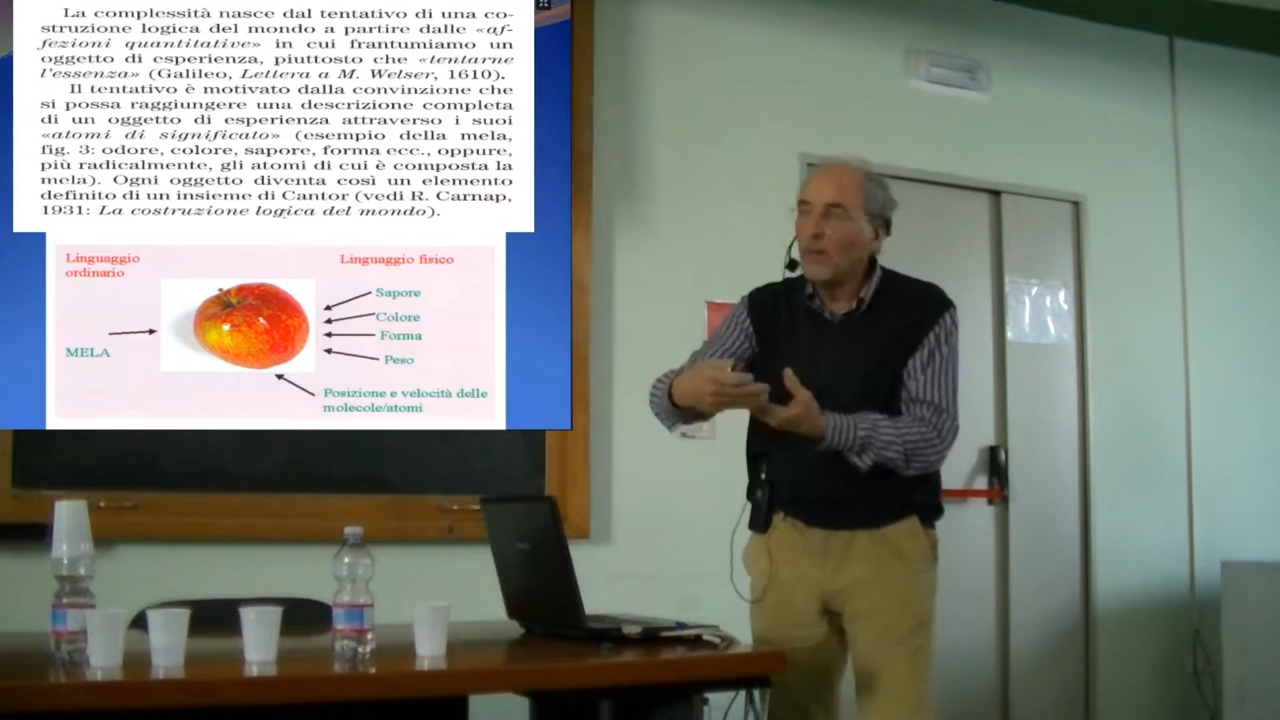 La complessità nasce dal tentativo di una co-
struzione logica del mondo a partire dalle «af-
fezioni quantitative» in cui frantumiamo un
oggetto di esperienza, piuttosto che «tentarne
l'essenza» (Galileo, Lettera a M. Welser, 1610).
Il tentativo è motivato dalla convinzione che
si possa raggiungere una descrizione completa
di un oggetto di esperienza attraverso i suoi
«atomi di significato» (esempio della mela,
fig. 3: odore, colore, sapore, forma ecc., oppure,
più radicalmente, gli atomi di cui è composta la
mela). Ogni oggetto diventa così un elemento
definito di un insieme di Cantor (vedi R. Carnap,
1931: La costruzione logica del mondo).
Linguaggio
ordinario
MELA
Linguaggio fisico
Sapore
Colore
Forma
Peso
Posizione e velocità delle
molecole/atomi